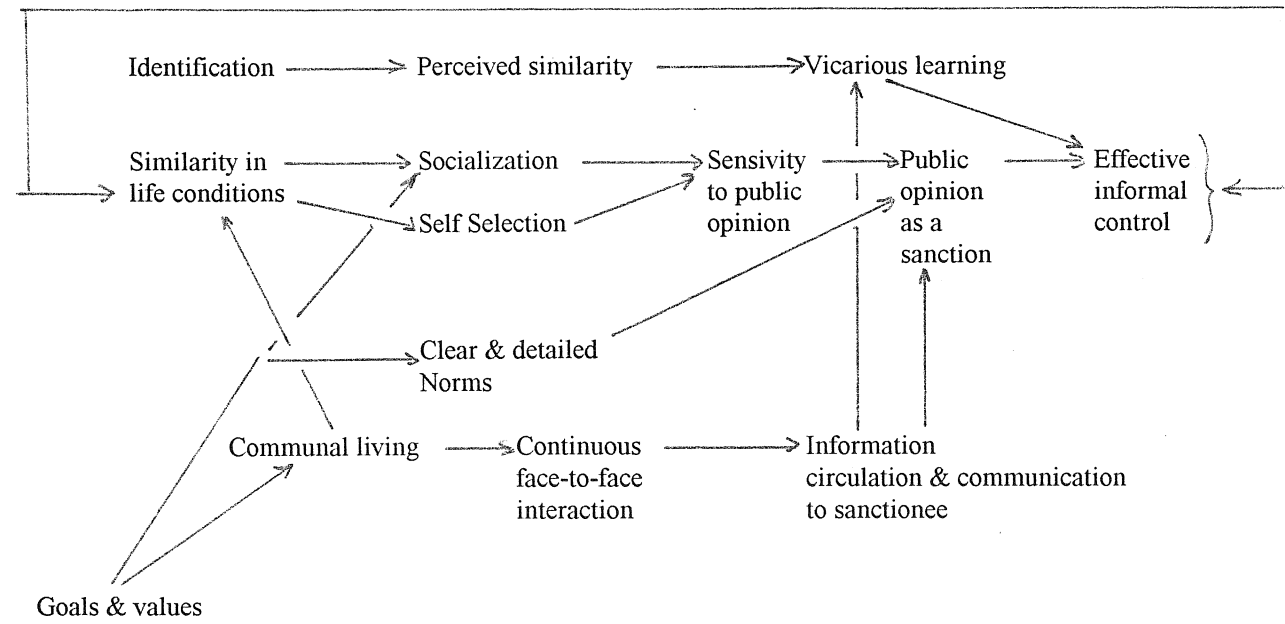 Identification
Perceived similarity
Vicarious learning
Similarity in
life conditions
Socialization
Self Selection
Sensivity
to public
opinion
Public
opinion
as a
sanction
Effective
informal
control
Clear & detailed
Norms
Communal living
Continuous
face-to-face
interaction
Information
circulation & communication
to sanctionee
Goals & values